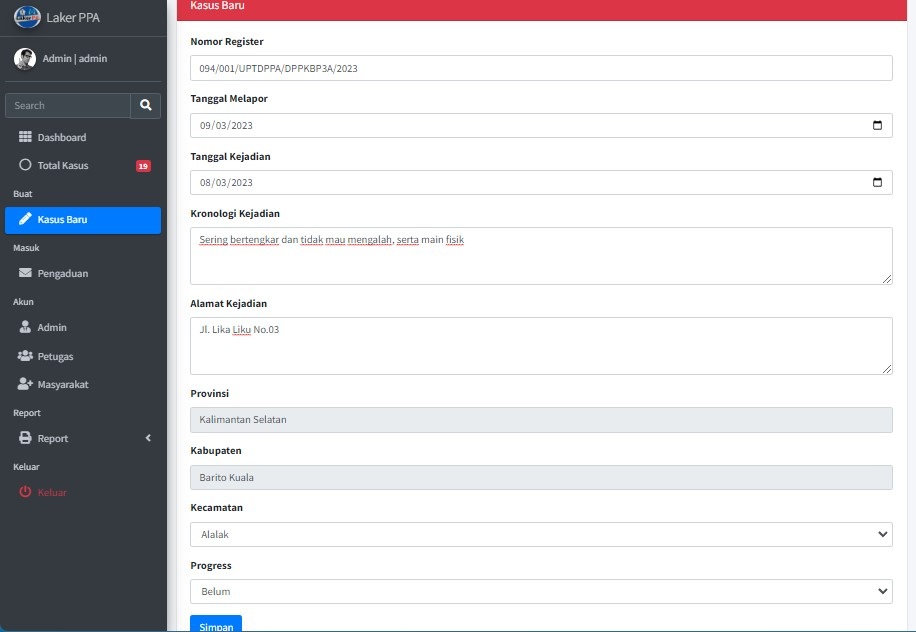 Laker PPA
Admin | admin
Search
Dashboard
Total Kasus 19
Buat
Kasus Baru
Masuk
Pengaduan
Akun
Admin
Petugas
Masyarakat
Report
Report
Keluar
Keluar
Kasus Baru
Nomor Register
094/001/UPTDPPA/DPPKBP3A/2023
Tanggal Melapor
09/03/2023
Tanggal Kejadian
08/03/2023
Kronologi Kejadian
Sering bertengkar dan tidak mau mengalah, serta main fisik
Alamat Kejadian
Jl. Lika Liku No.03
Provinsi
Kalimantan Selatan
Kabupaten
Barito Kuala
Kecamatan
Alalak
Progress
Belum
Simpan